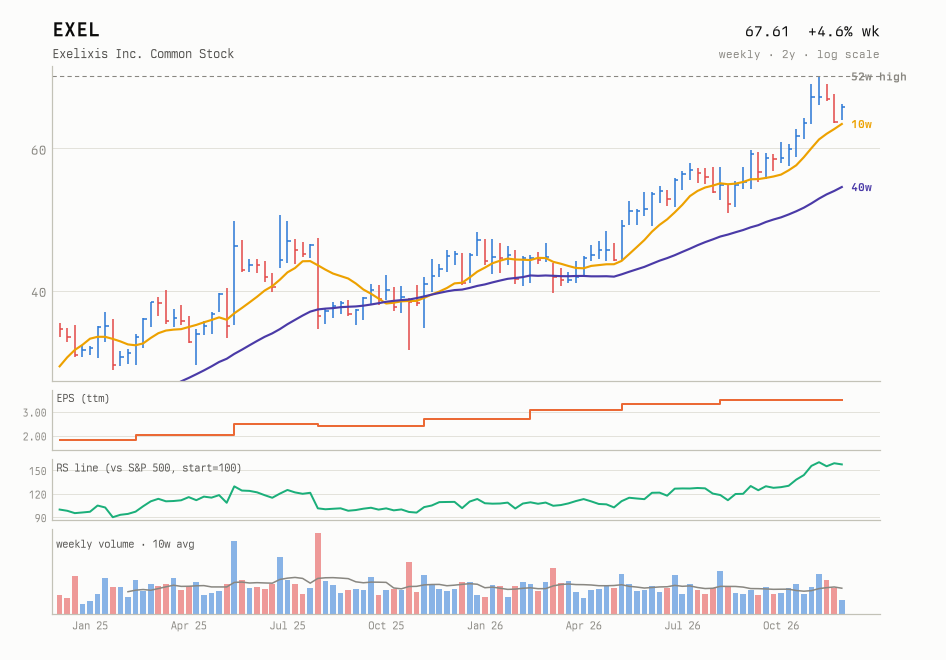 EXEL
67.61 +4.6% wk
Exelixis Inc. Common Stock
weekly · 2y · log scale
52w high
10w
60
40w
40
EPS (ttm)
3.00
2.00
RS line (vs S&P 500, start=100)
150
120
90
weekly volume · 10w avg
Jan 25 Apr 25 Jul 25 Oct 25 Jan 26 Apr 26 Jul 26 Oct 26